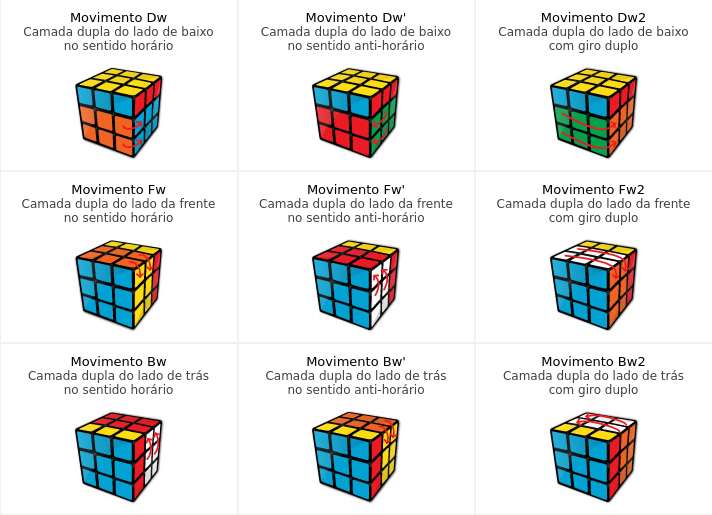 Movimento Dw
Camada dupla do lado de baixo
no sentido horário
Movimento Dw'
Camada dupla do lado de baixo
no sentido anti-horário
Movimento Dw2
Camada dupla do lado de baixo
com giro duplo
Movimento Fw
Camada dupla do lado da frente
no sentido horário
Movimento Fw'
Camada dupla do lado da frente
no sentido anti-horário
Movimento Fw2
Camada dupla do lado da frente
com giro duplo
Movimento Bw
Camada dupla do lado de trás
no sentido horário
Movimento Bw'
Camada dupla do lado de trás
no sentido anti-horário
Movimento Bw2
Camada dupla do lado de trás
com giro duplo